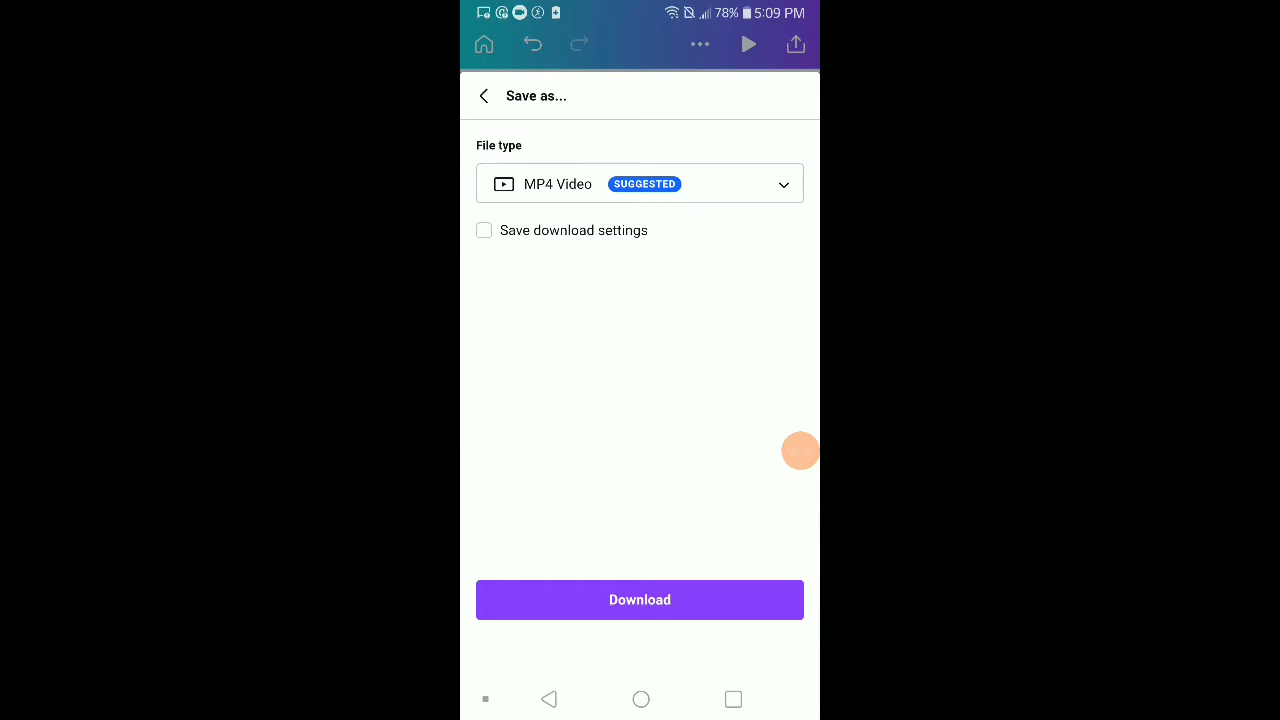 78% 5:09 PM
Save as...
File type
MP4 Video SUGGESTED
Save download settings
Download